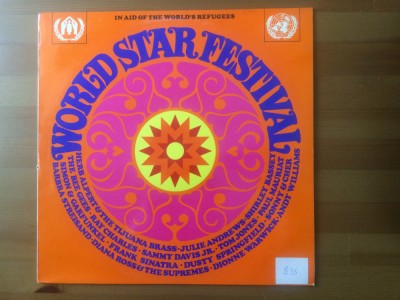 IN AID OF THE WORLD'S REFUGEES
WORLD STAR FESTIVAL
HERB ALPERT & THE TIJUANA BRASS · JULIE ANDREWS · SHIRLEY BASSEY
THE BEE GEES · RAY CHARLES · SAMMY DAVIS JR. · TOM JONES · PAUL MAURIAT
SIMON & GARFUNKEL · FRANK SINATRA · DUSTY SPRINGFIELD · SONNY & CHER
BARBRA STREISAND · DIANA ROSS & THE SUPREMES · DIONNE WARWICK · ANDY WILLIAMS